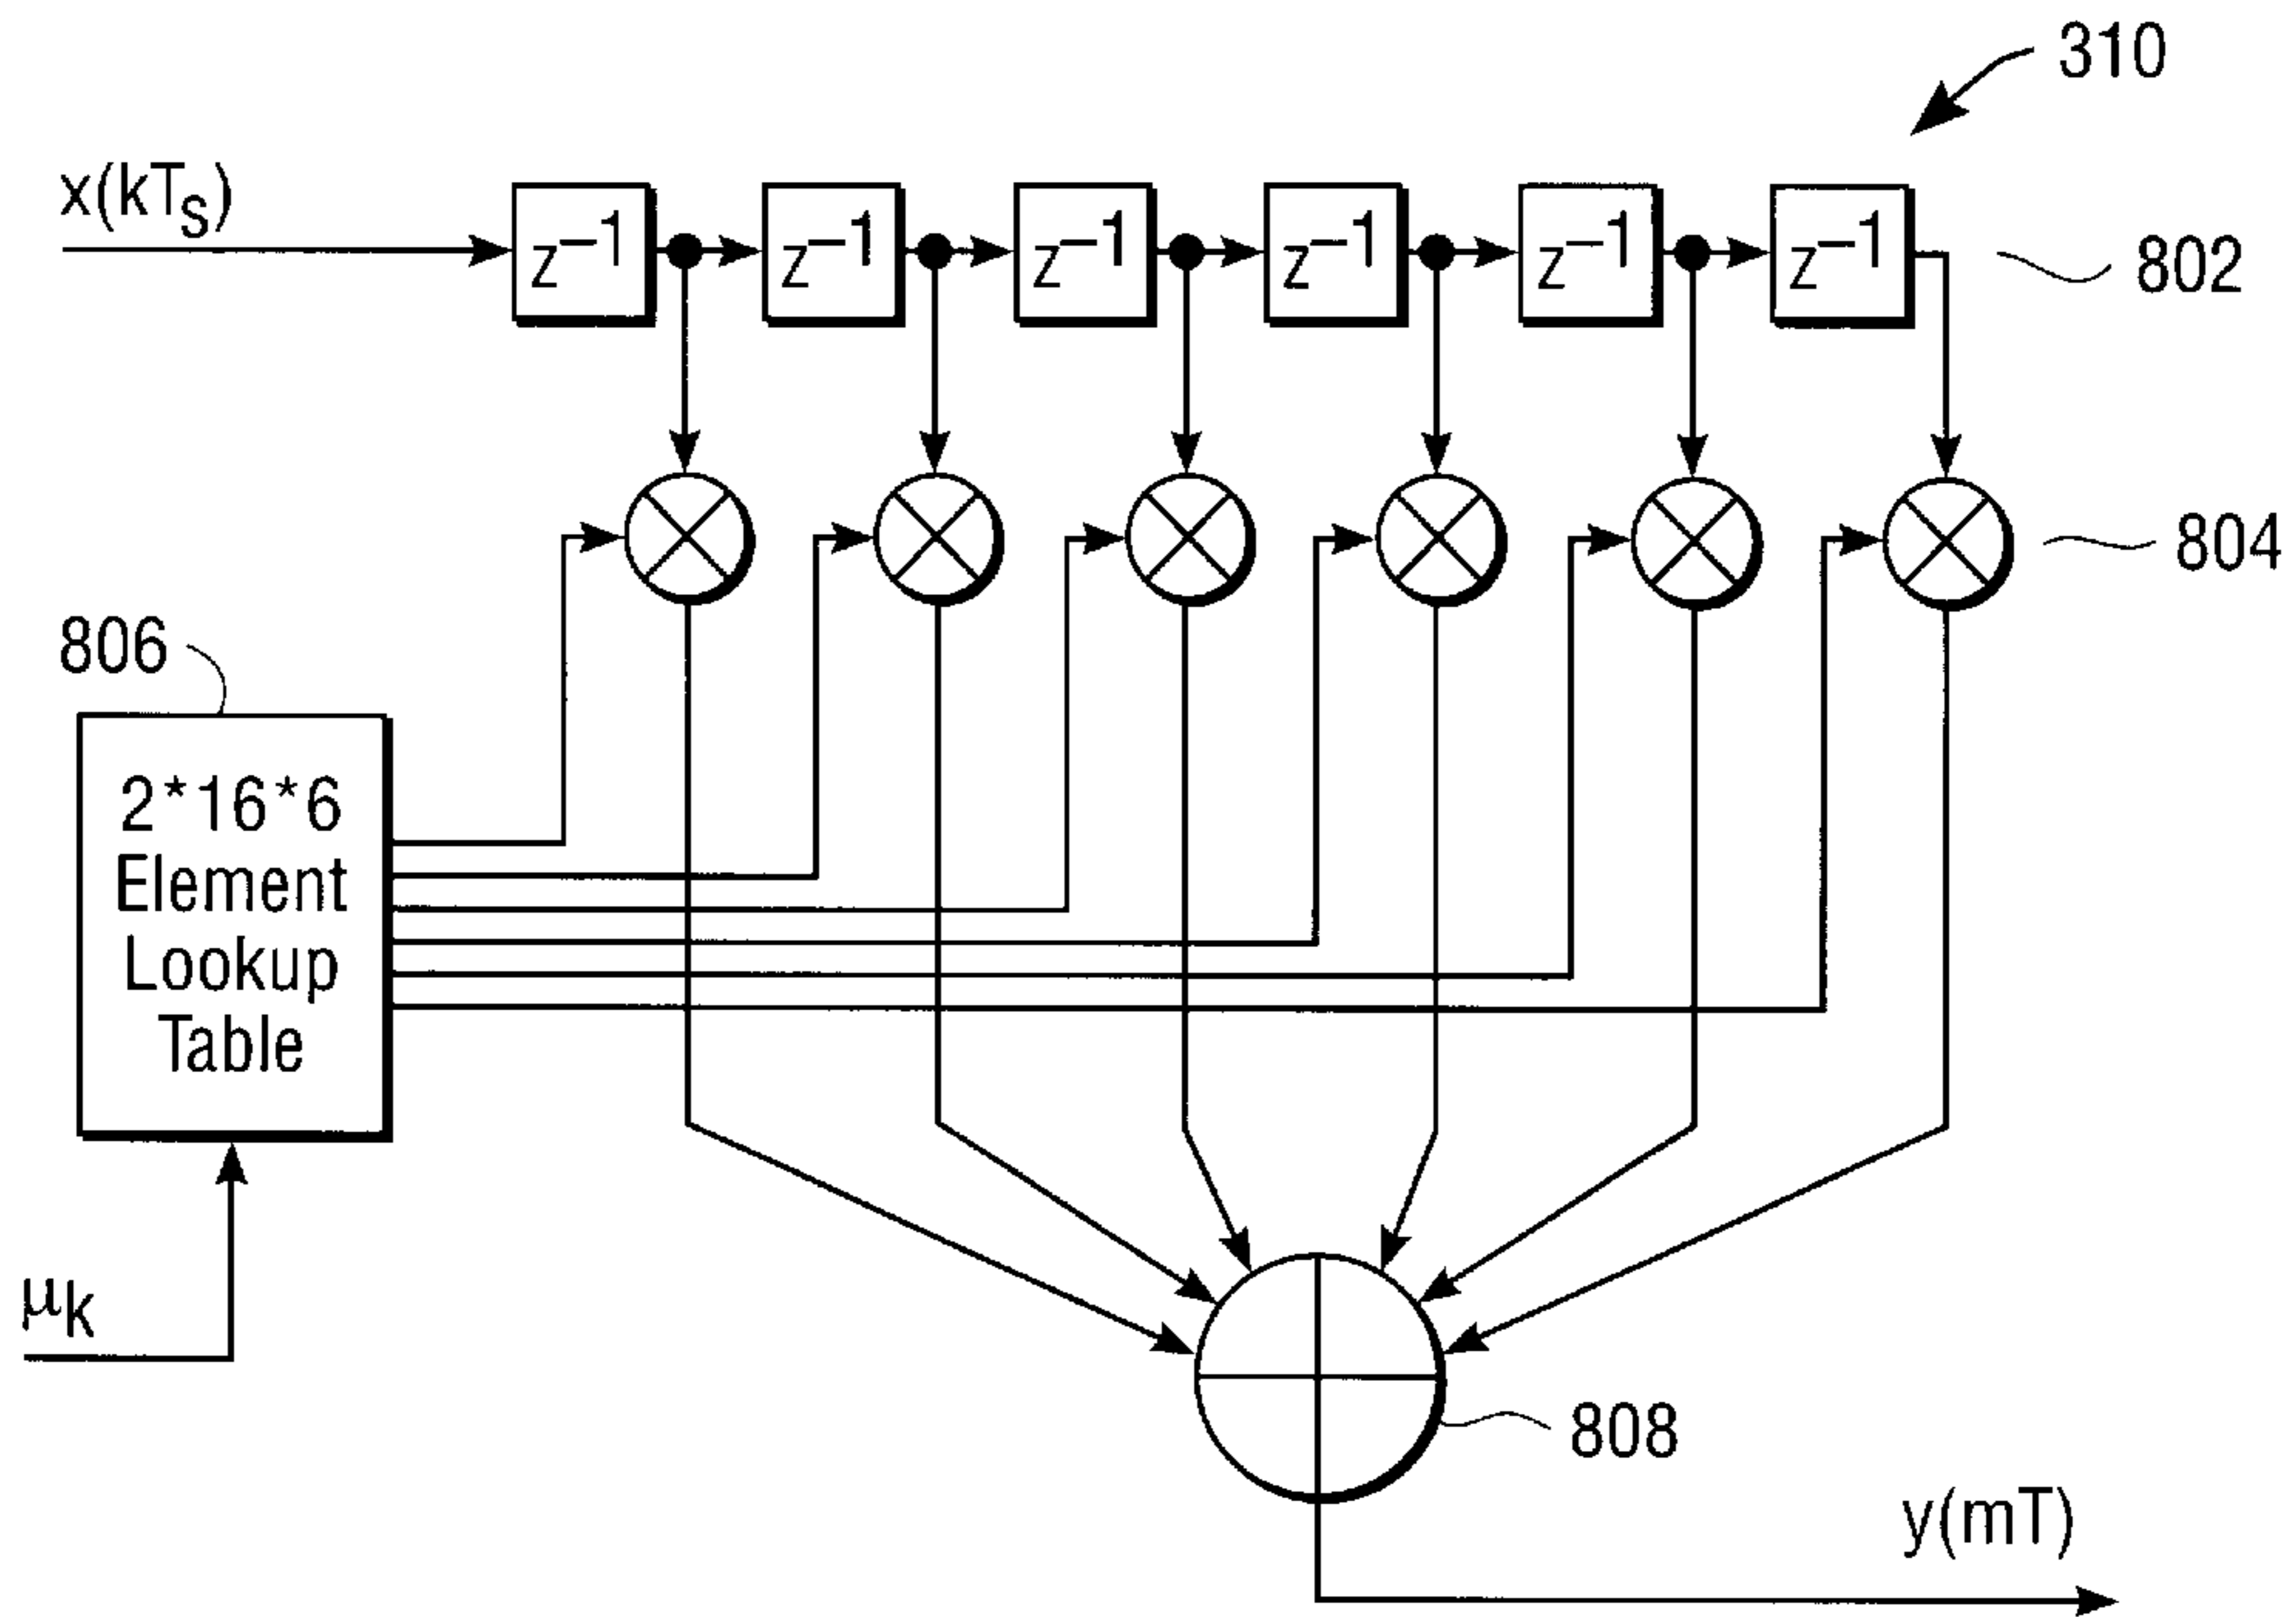 310
x(kTs)
z−1 z−1 z−1 z−1 z−1 z−1
802
804
806
2*16*6
Element
Lookup
Table
μk
808
y(mT)